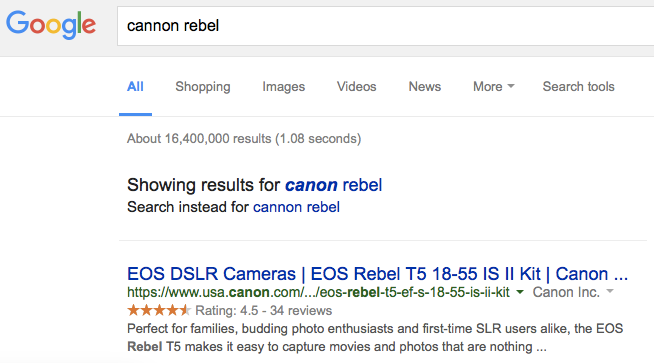 Google cannon rebel
All Shopping Images Videos News More Search tools
About 16,400,000 results (1.08 seconds)
Showing results for canon rebel
Search instead for cannon rebel
EOS DSLR Cameras | EOS Rebel T5 18-55 IS II Kit | Canon ...
https://www.usa.canon.com/.../eos-rebel-t5-ef-s-18-55-is-ii-kit Canon Inc.
Rating: 4.5 - 34 reviews
Perfect for families, budding photo enthusiasts and first-time SLR users alike, the EOS
Rebel T5 makes it easy to capture movies and photos that are nothing ...